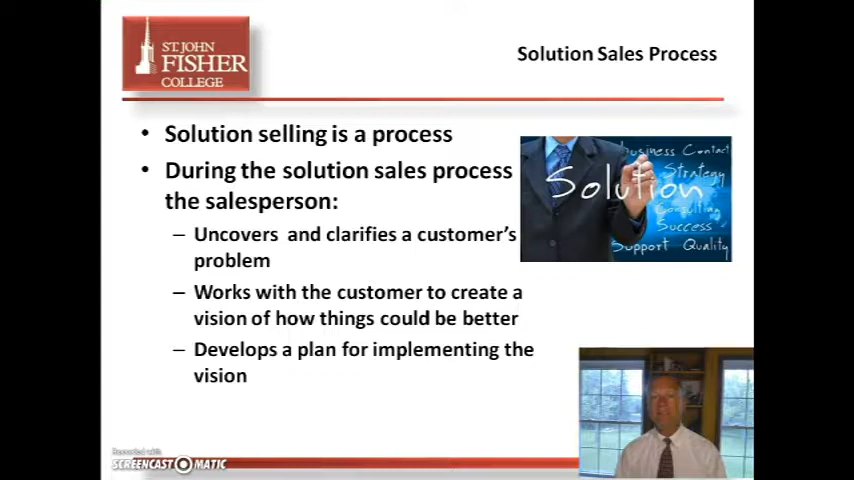 ST JOHN
FISHER
COLLEGE
Solution Sales Process
• Solution selling is a process
• During the solution sales process
the salesperson:
– Uncovers and clarifies a customer's
problem
– Works with the customer to create a
vision of how things could be better
– Develops a plan for implementing the
vision
Business Contact
Strategy
Solution
Consulting
Success
Support Quality
Recorded with
SCREENCAST MATIC